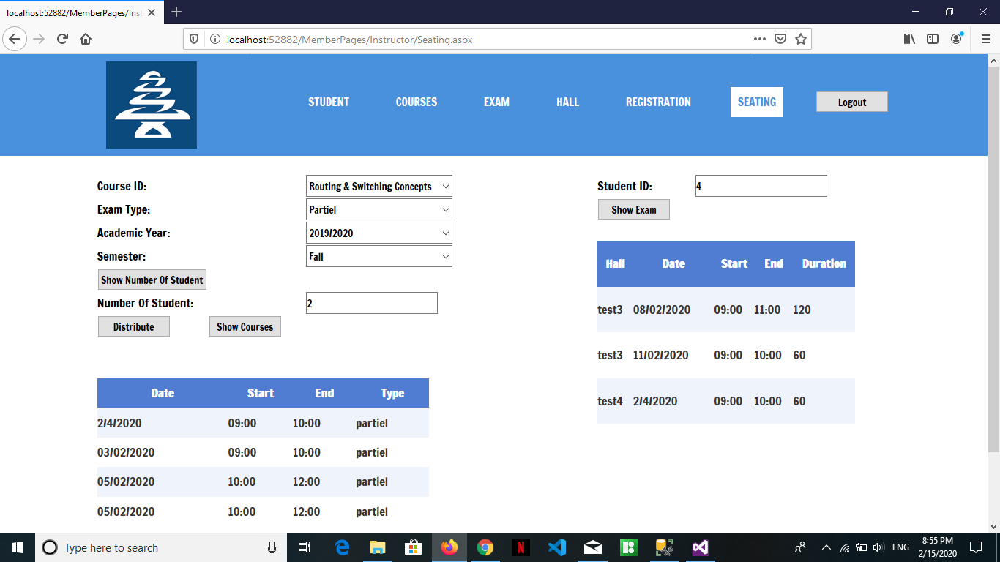 localhost:52882/MemberPages/Inst
localhost:52882/MemberPages/Instructor/Seating.aspx
STUDENT COURSES EXAM HALL REGISTRATION SEATING Logout
Course ID: Routing & Switching Concepts
Exam Type: Partiel
Academic Year: 2019/2020
Semester: Fall
Show Number Of Student
Number Of Student: 2
Distribute Show Courses
Date Start End Type
2/4/2020 09:00 10:00 partiel
03/02/2020 09:00 10:00 partiel
05/02/2020 10:00 12:00 partiel
05/02/2020 10:00 12:00 partiel
Student ID: 4
Show Exam
Hall Date Start End Duration
test3 08/02/2020 09:00 11:00 120
test3 11/02/2020 09:00 10:00 60
test4 2/4/2020 09:00 10:00 60
Type here to search
N
ENG
8:55 PM
2/15/2020